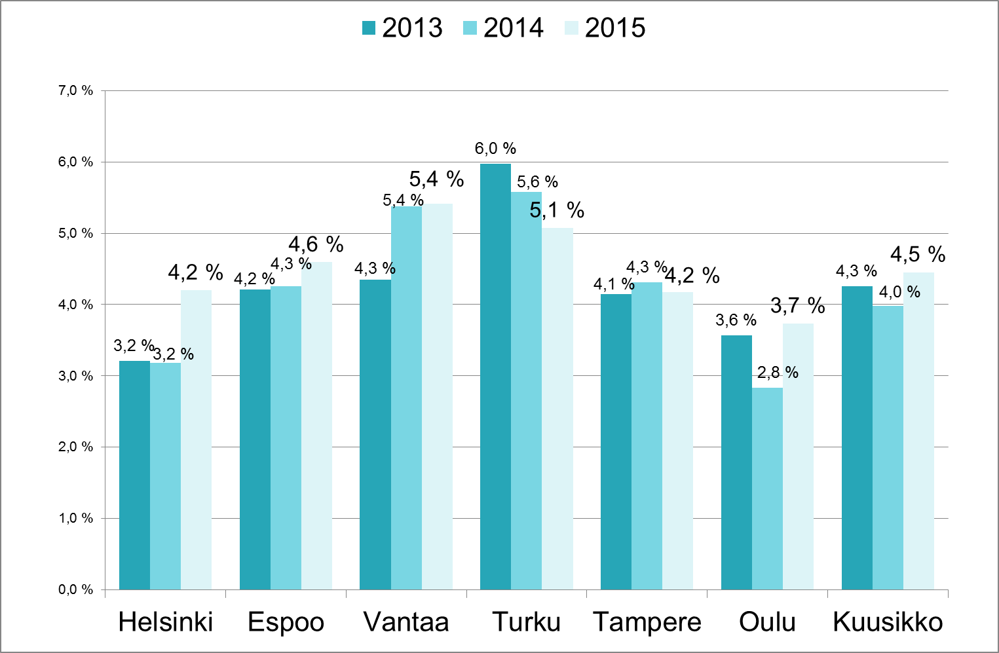 2013 2014 2015
7,0 %
6,0 %
5,0 %
4,0 %
3,0 %
2,0 %
1,0 %
0,0 %
3,2 % 3,2 % 4,2 %
4,2 % 4,3 % 4,6 %
4,3 % 5,4 % 5,4 %
6,0 % 5,6 % 5,1 %
4,1 % 4,3 % 4,2 %
3,6 % 2,8 % 3,7 %
4,3 % 4,0 % 4,5 %
Helsinki Espoo Vantaa Turku Tampere Oulu Kuusikko